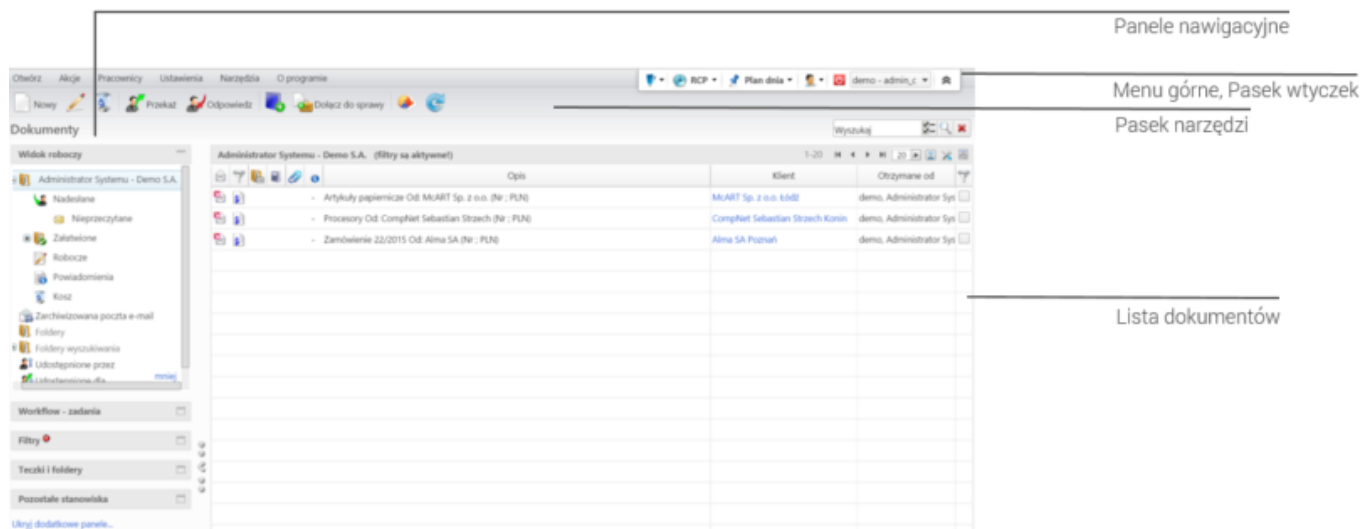 Panele nawigacyjne
Otwórz Akcje Pracownicy Ustawienia Narzędzia O programie
RCP Plan dnia demo - admin_c
Menu górne, Pasek wtyczek
Nowy Przekaż Odpowiedz Dołącz do sprawy
Pasek narzędzi
Dokumenty
Wyszukaj
Widok roboczy
Administrator Systemu - Demo S.A. (filtry są aktywne!)
1-20 20
Administrator Systemu - Demo S.A.
Opis Klient Otrzymane od
Nadesłane
- Artykuły papiernicze Od: McART Sp. z o.o. (Nr ; PLN) McART Sp. z o.o. Łódź demo, Administrator Sys
Nieprzeczytane
- Procesory Od: CompNet Sebastian Strzech (Nr ; PLN) CompNet Sebastian Strzech Konin demo, Administrator Sys
Załatwione
- Zamówienie 22/2015 Od: Alma SA (Nr ; PLN) Alma SA Poznań demo, Administrator Sys
Robocze
Powiadomienia
Kosz
Zarchiwizowana poczta e-mail
Foldery
Foldery wyszukiwania
Udostępnione przez
Udostępnione dla
mniej
Lista dokumentów
Workflow - zadania
Filtry
Teczki i foldery
Pozostałe stanowiska
Ukryj dodatkowe panele...